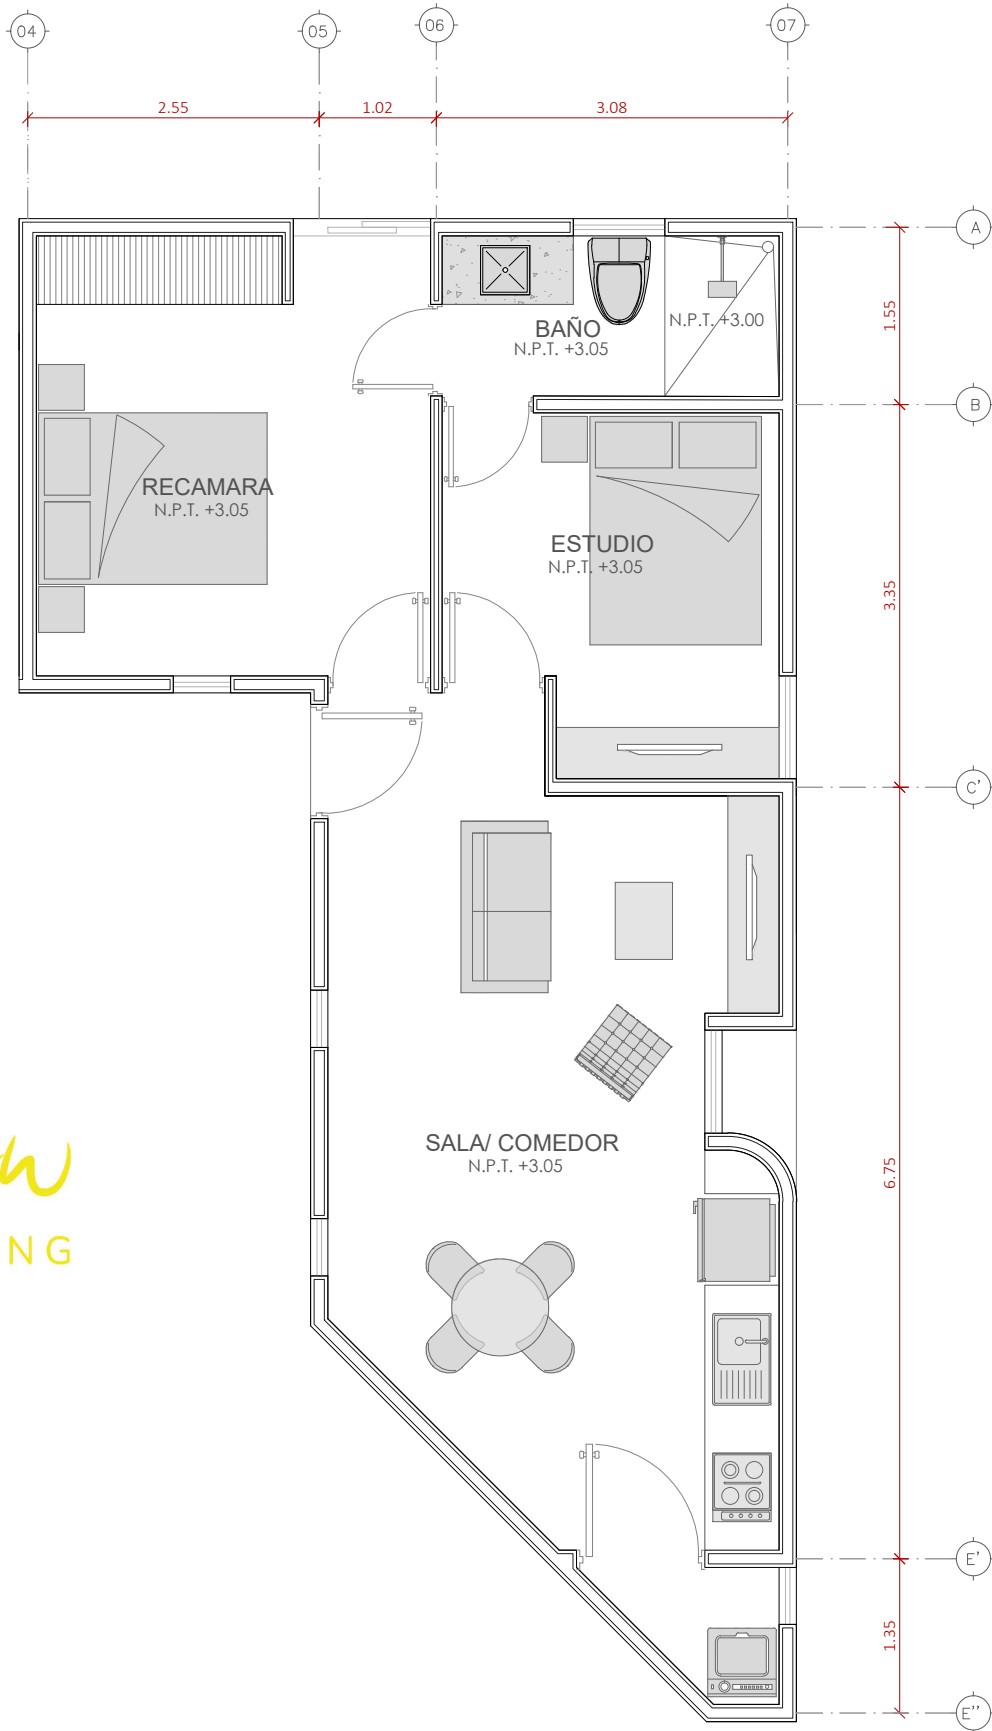 04
05
06
07
2.55
1.02
3.08
A
1.55
BAÑO
N.P.T. +3.05
N.P.T. +3.00
B
RECAMARA
N.P.T. +3.05
ESTUDIO
N.P.T. +3.05
3.35
C'
SALA/ COMEDOR
N.P.T. +3.05
6.75
NG
E'
1.35
E''